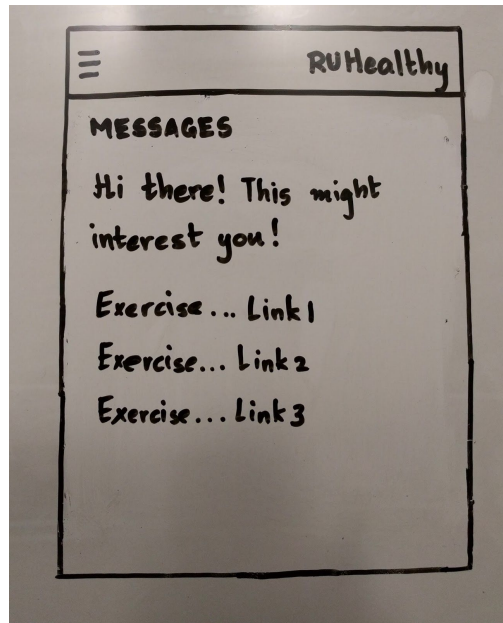 RUHealthy
MESSAGES
Hi there! This might
interest you!
Exercise... Link1
Exercise... Link2
Exercise... Link3